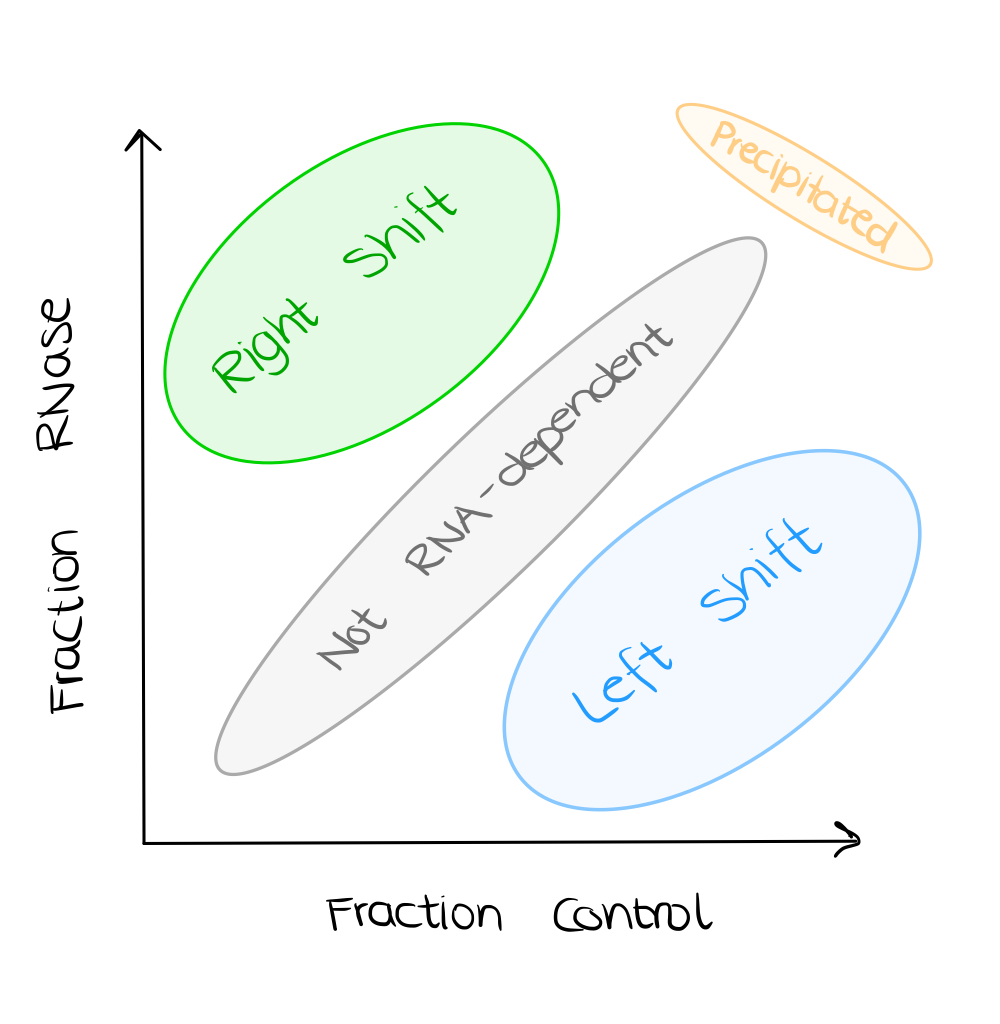 Precipitated
Right Shift
Not RNA-dependent
Left Shift
Fraction RNase
Fraction Control